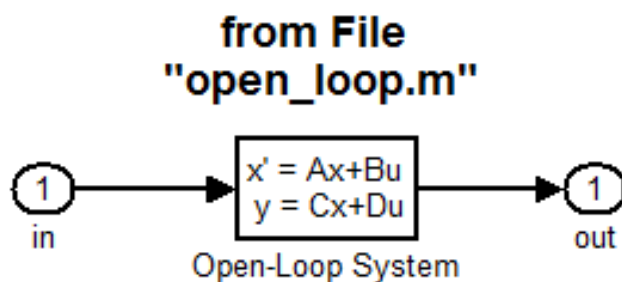 from File
"open_loop.m"
1
x' = Ax+Bu
y = Cx+Du
1
in
out
Open-Loop System